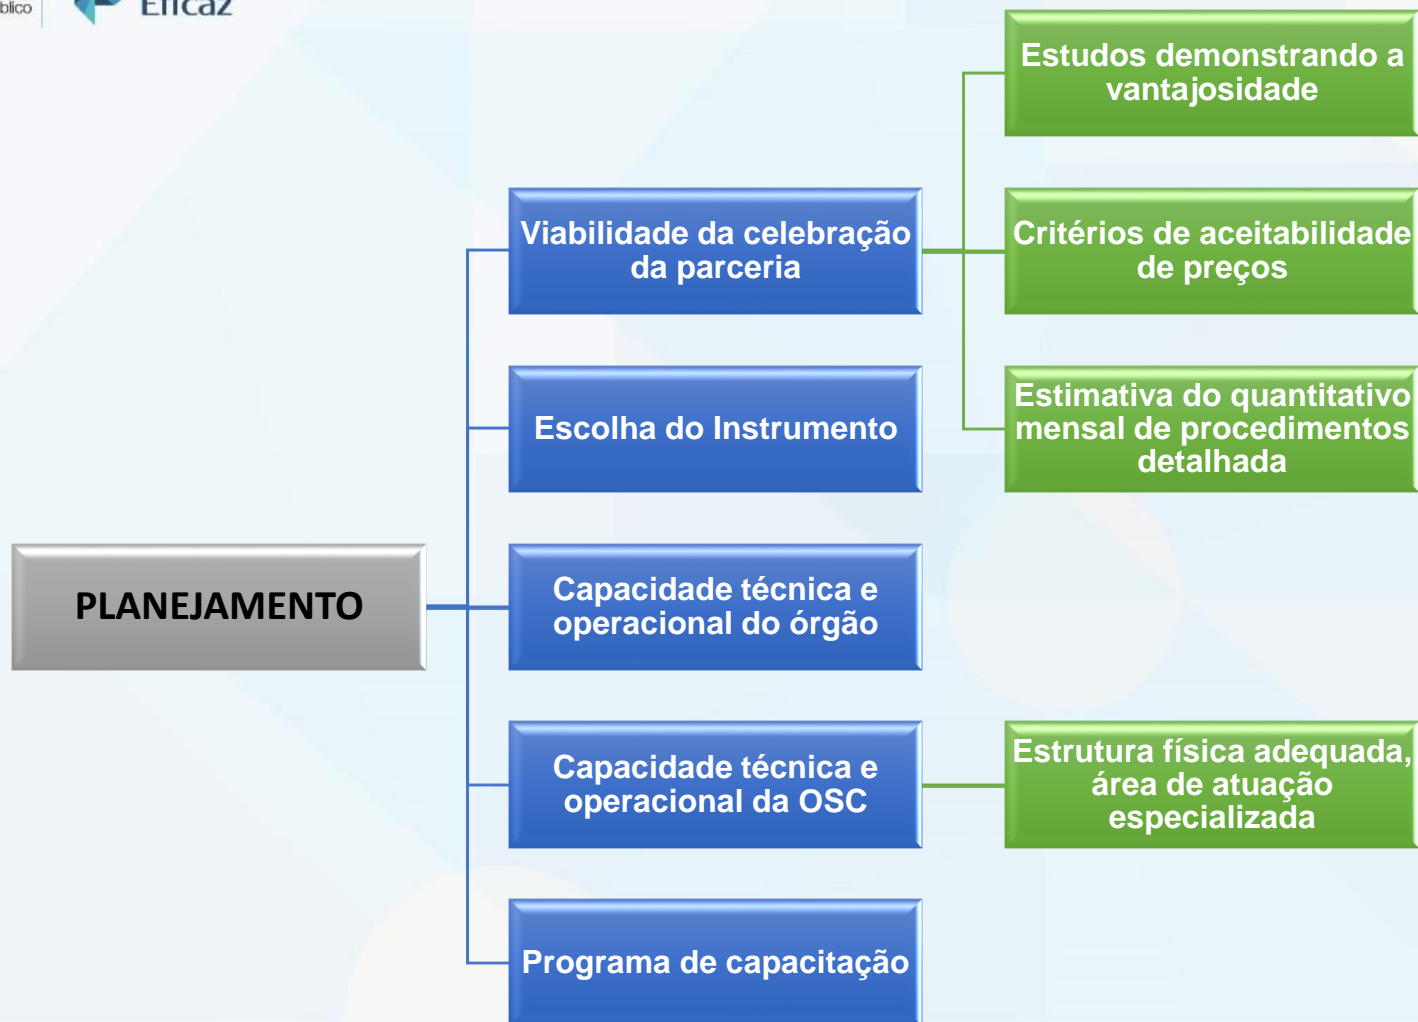 Eficaz
Estudos demonstrando a
vantajosidade
Viabilidade da celebração
da parceria
Critérios de aceitabilidade
de preços
Escolha do Instrumento
Estimativa do quantitativo
mensal de procedimentos
detalhada
PLANEJAMENTO
Capacidade técnica e
operacional do órgão
Capacidade técnica e
operacional da OSC
Estrutura física adequada,
área de atuação
especializada
Programa de capacitação